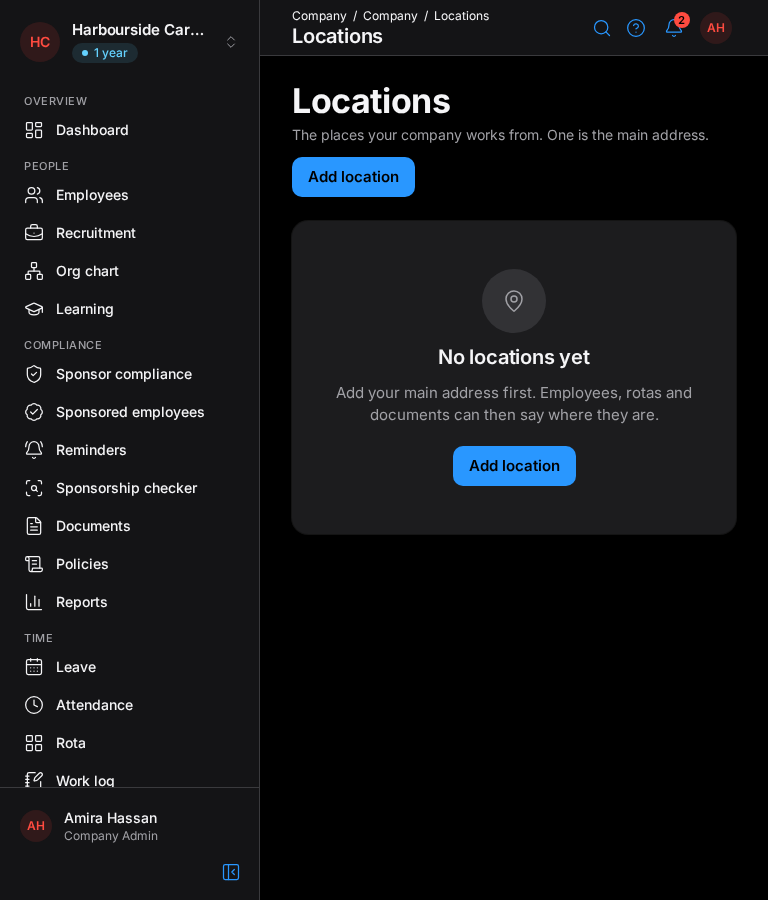 HC
Harbourside Car...
1 year
OVERVIEW
Dashboard
PEOPLE
Employees
Recruitment
Org chart
Learning
COMPLIANCE
Sponsor compliance
Sponsored employees
Reminders
Sponsorship checker
Documents
Policies
Reports
TIME
Leave
Attendance
Rota
Work log
AH
Amira Hassan
Company Admin
Company / Company / Locations
Locations
2
AH
Locations
The places your company works from. One is the main address.
Add location
No locations yet
Add your main address first. Employees, rotas and
documents can then say where they are.
Add location